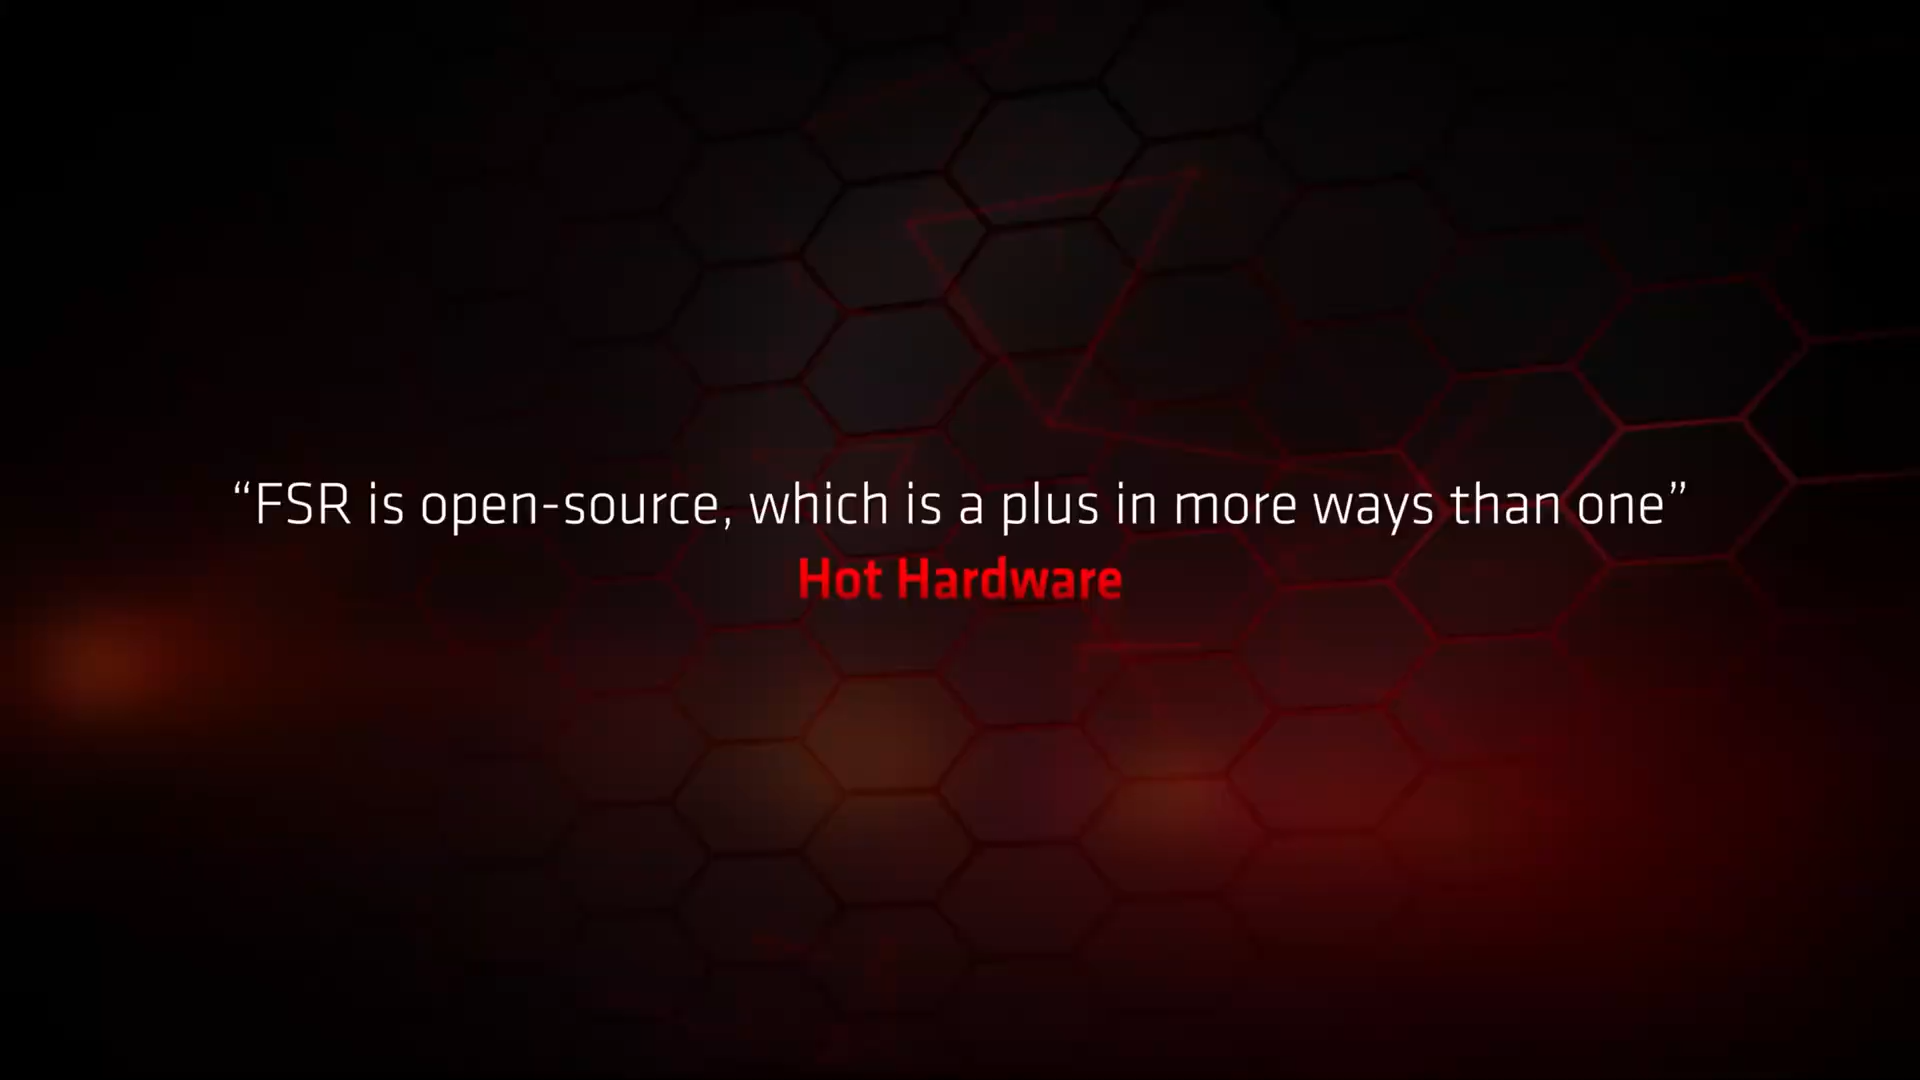 “FSR is open-source, which is a plus in more ways than one”
Hot Hardware